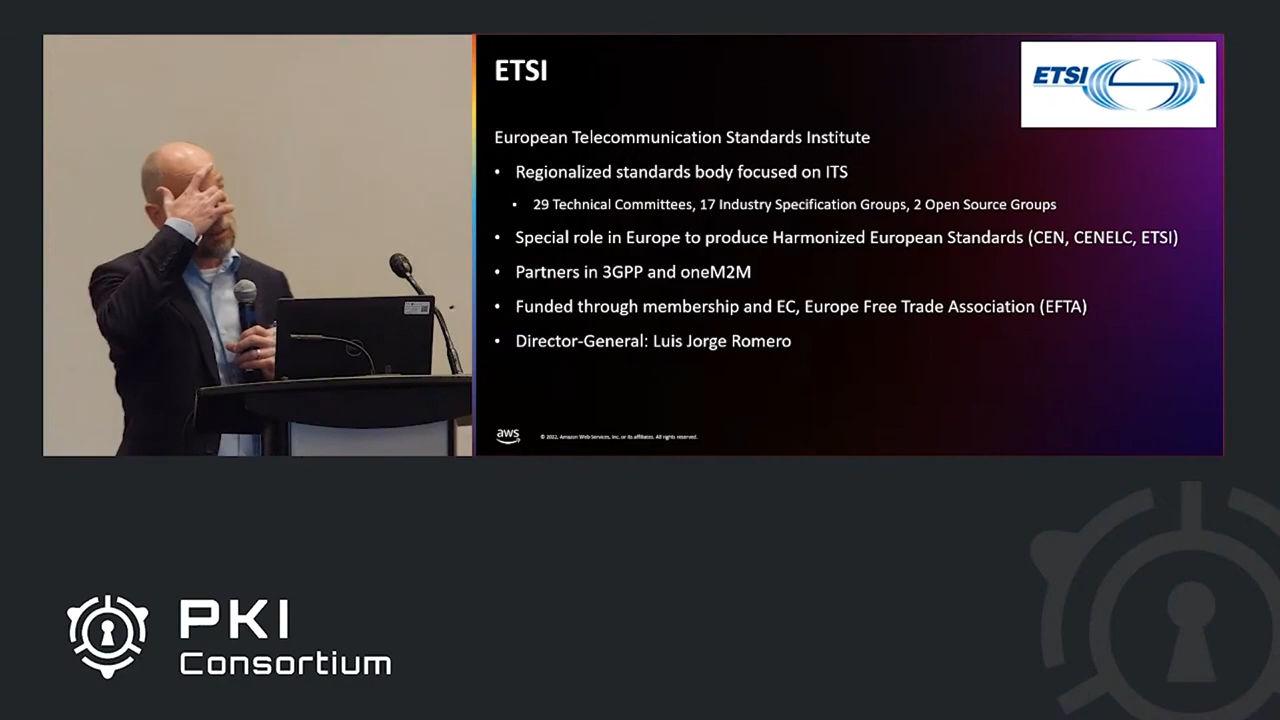 ETSI
ETSI
European Telecommunication Standards Institute
• Regionalized standards body focused on ITS
• 29 Technical Committees, 17 Industry Specification Groups, 2 Open Source Groups
• Special role in Europe to produce Harmonized European Standards (CEN, CENELC, ETSI)
• Partners in 3GPP and oneM2M
• Funded through membership and EC, Europe Free Trade Association (EFTA)
• Director-General: Luis Jorge Romero
aws
© 2022, Amazon Web Services, Inc. or its affiliates. All rights reserved.
PKI
Consortium